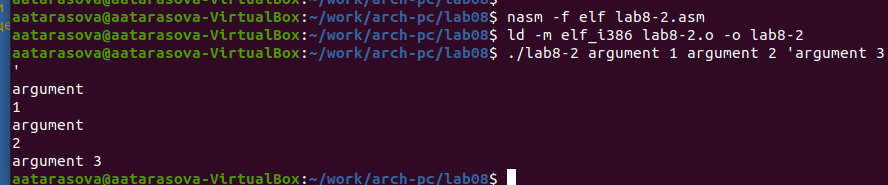 aatarasova@aatarasova-VirtualBox:~/work/arch-pc/lab08$
aatarasova@aatarasova-VirtualBox:~/work/arch-pc/lab08$ nasm -f elf lab8-2.asm
aatarasova@aatarasova-VirtualBox:~/work/arch-pc/lab08$ ld -m elf_i386 lab8-2.o -o lab8-2
aatarasova@aatarasova-VirtualBox:~/work/arch-pc/lab08$ ./lab8-2 argument 1 argument 2 'argument 3
'
argument
1
argument
2
argument 3
aatarasova@aatarasova-VirtualBox:~/work/arch-pc/lab08$